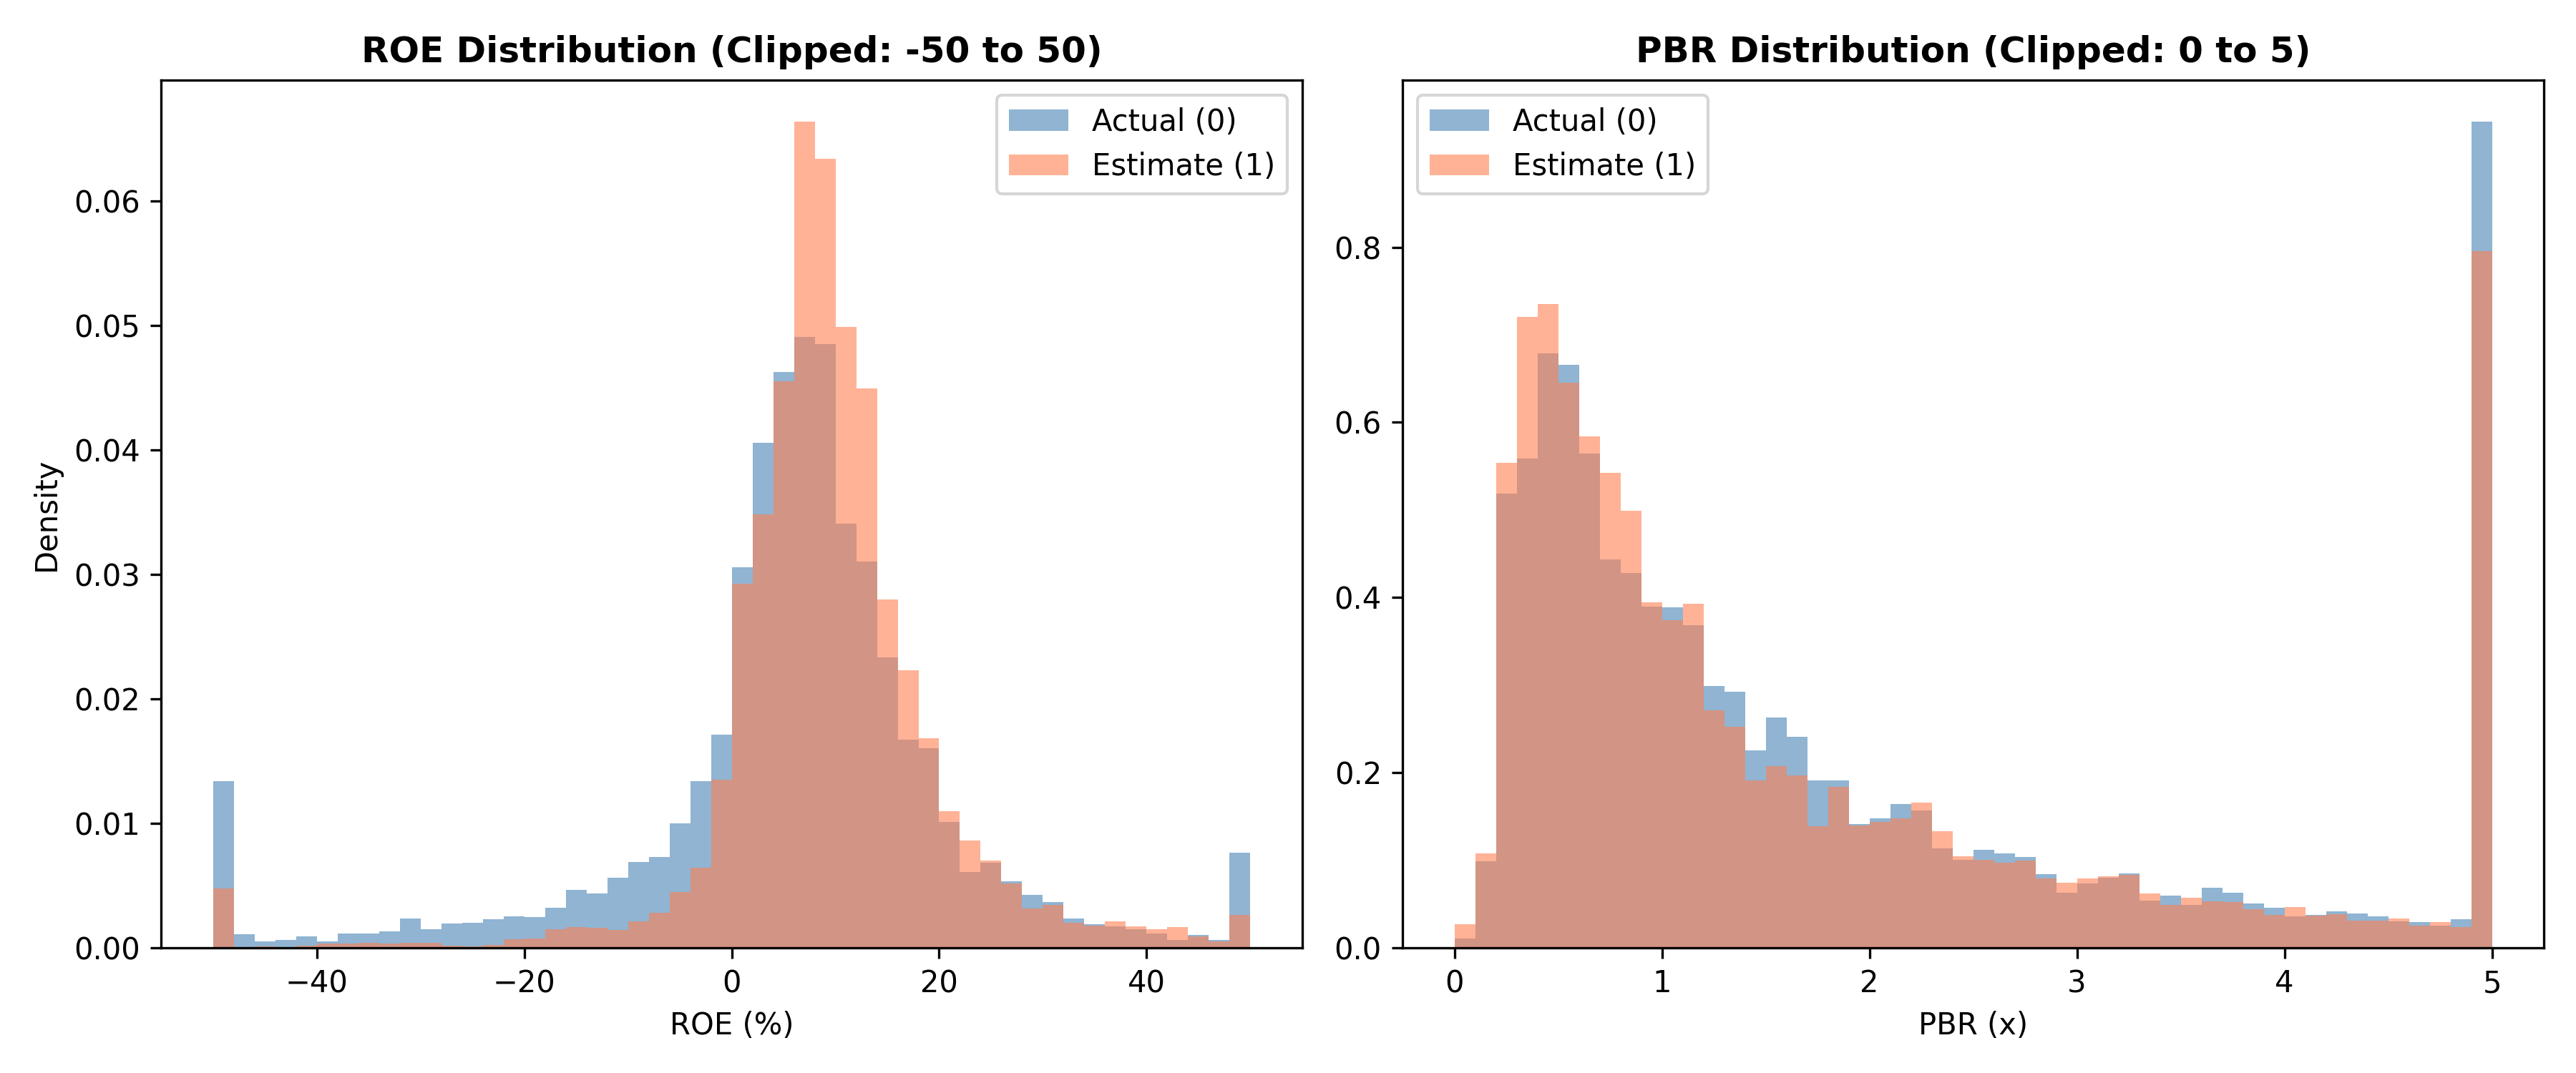 ROE Distribution (Clipped: -50 to 50)
Actual (0)
Estimate (1)
Density
0.06
0.05
0.04
0.03
0.02
0.01
0.00
−40 −20 0 20 40
ROE (%)
PBR Distribution (Clipped: 0 to 5)
Actual (0)
Estimate (1)
0.8
0.6
0.4
0.2
0.0
0 1 2 3 4 5
PBR (x)